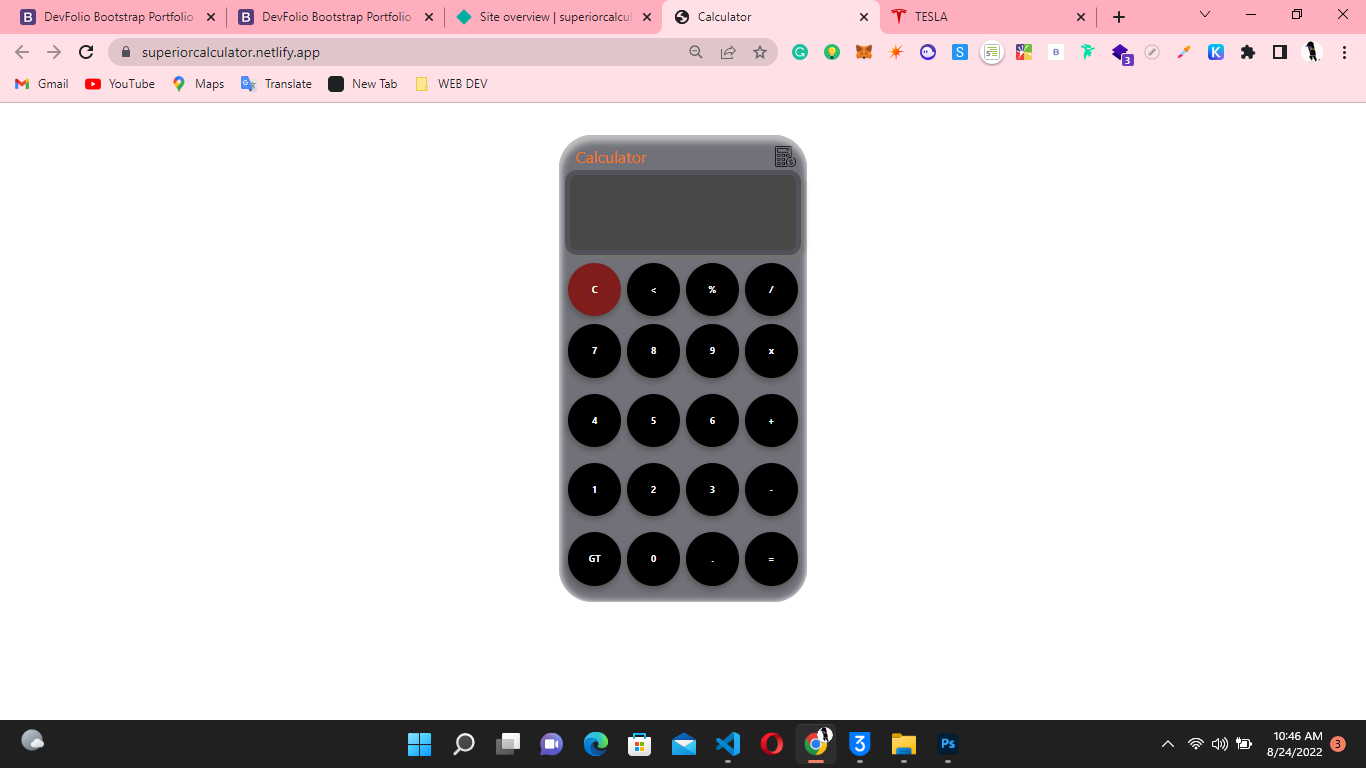 DevFolio Bootstrap Portfolio
DevFolio Bootstrap Portfolio
Site overview | superiorcalcul
Calculator
TESLA
superiorcalculator.netlify.app
3
Gmail
YouTube
Maps
Translate
New Tab
WEB DEV
Calculator
C < % /
7 8 9 x
4 5 6 +
1 2 3 -
GT 0 . =
10:46 AM
8/24/2022
3